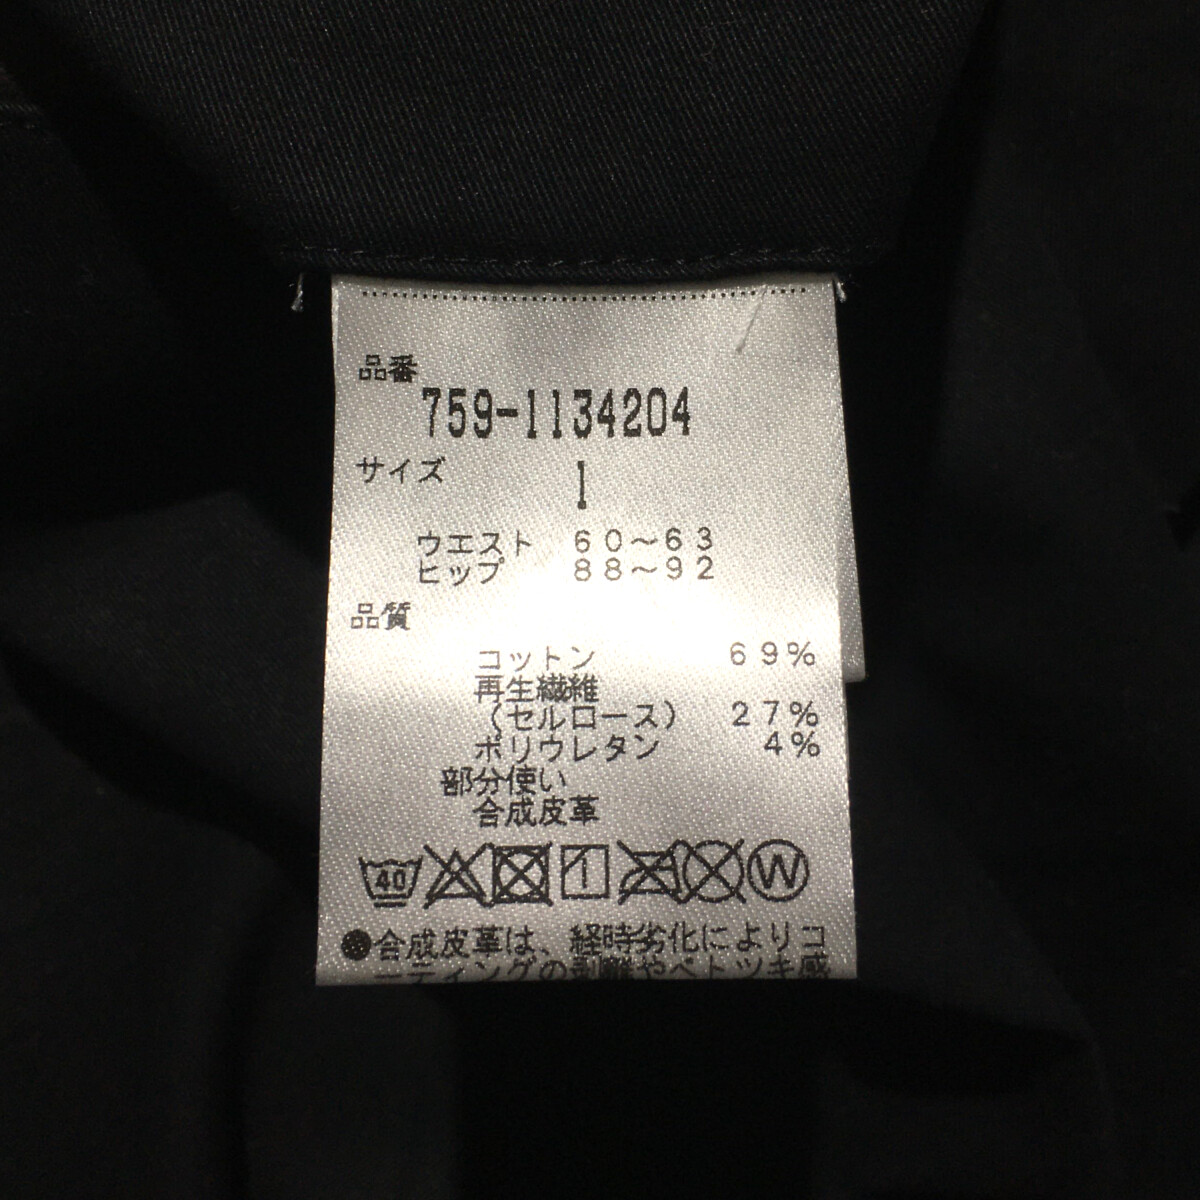 品番
759-1134204
サイズ 1
ウエスト 60～63
ヒップ 88～92
品質
コットン 69%
再生繊維
(セルロース) 27%
ポリウレタン 4%
部分使い
合成皮革
40 W
●合成皮革は、経時劣化によりコ
ーティングの剥離やベトツキ感